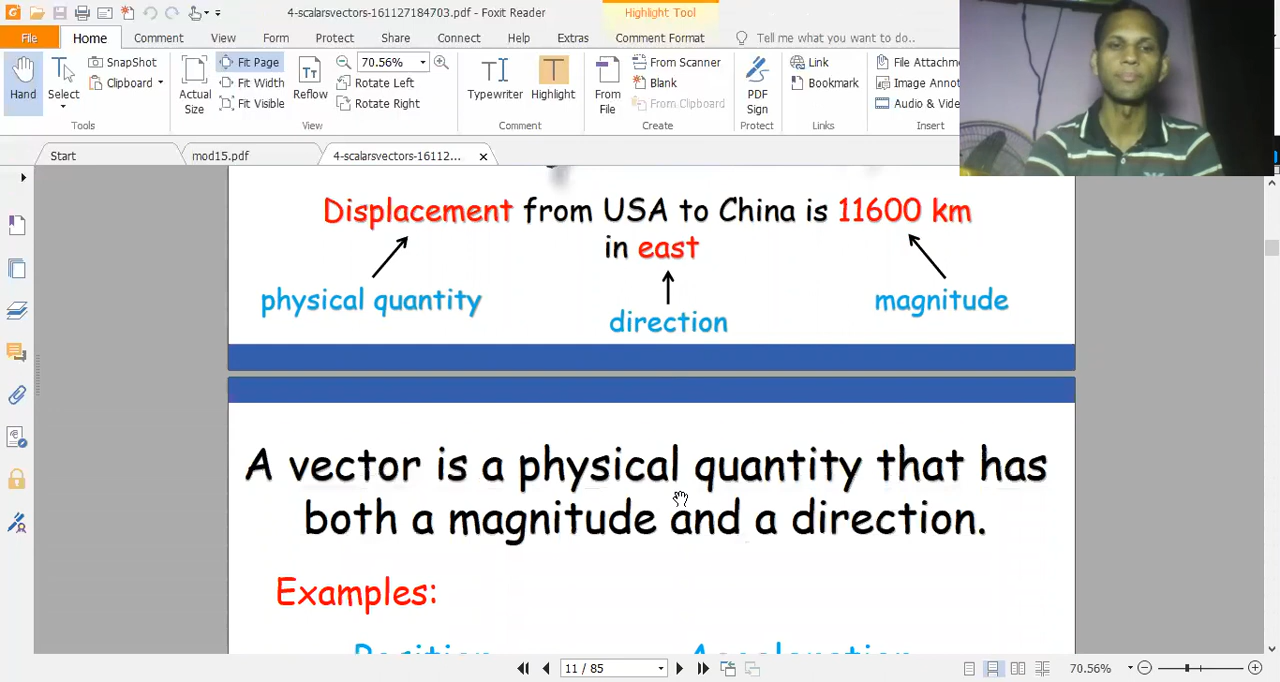 4-scalarsvectors-161127184703.pdf - Foxit Reader
Highlight Tool
File Home Comment View Form Protect Share Connect Help Extras Comment Format Tell me what you want to do..
SnapShot
Clipboard
Hand
Select
Tools
Actual Size
Fit Page
Fit Width
Fit Visible
Reflow
70.56%
Rotate Left
Rotate Right
View
Typewriter
Highlight
Comment
From File
From Scanner
Blank
From Clipboard
Create
PDF Sign
Protect
Link
Bookmark
Links
File Attachm
Image Annot
Audio & Vide
Insert
Start mod15.pdf 4-scalarsvectors-16112...
Displacement from USA to China is 11600 km
in east
physical quantity
direction
magnitude
A vector is a physical quantity that has
both a magnitude and a direction.
Examples:
Position Acceleration
11 / 85
70.56%